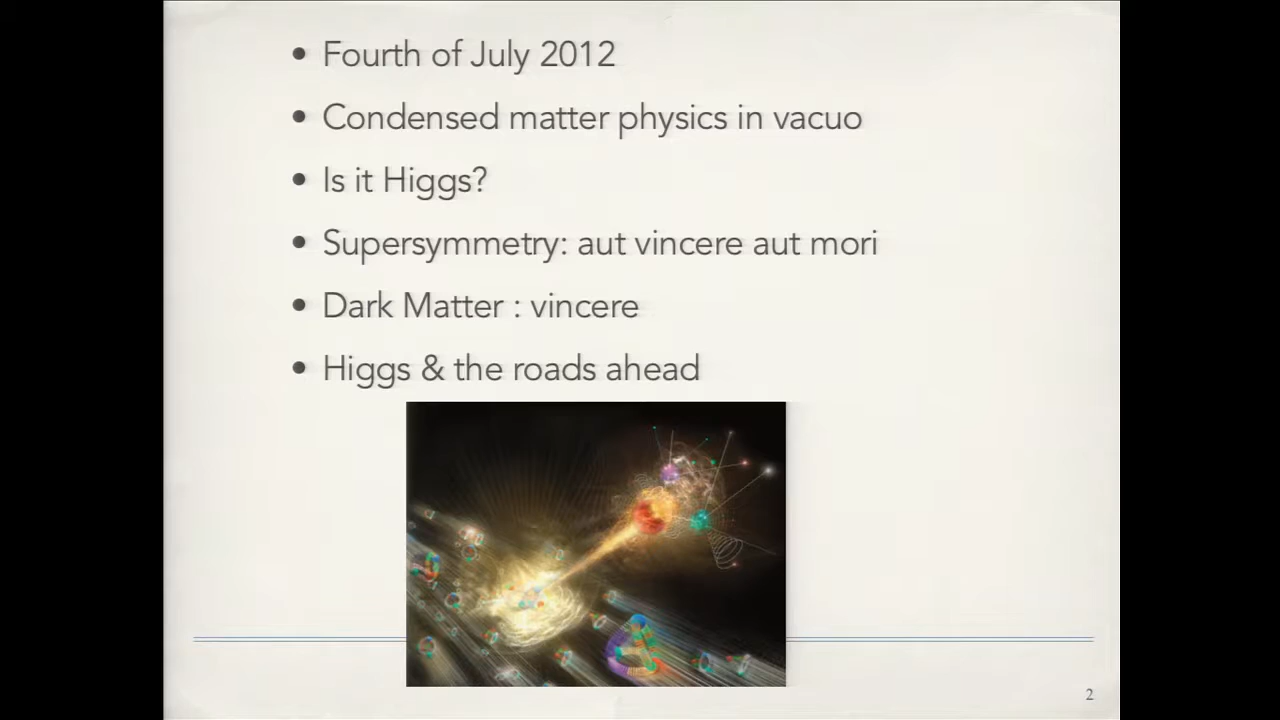 • Fourth of July 2012
• Condensed matter physics in vacuo
• Is it Higgs?
• Supersymmetry: aut vincere aut mori
• Dark Matter : vincere
• Higgs & the roads ahead
2